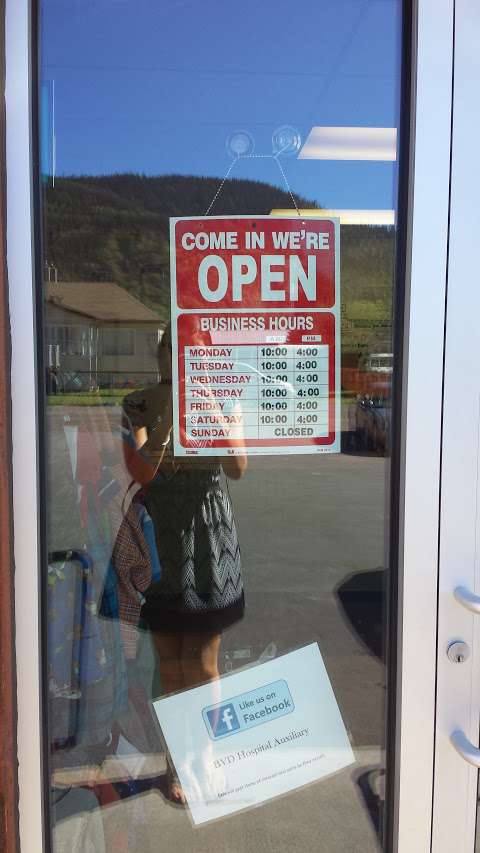 COME IN WE'RE
OPEN
BUSINESS HOURS
AM PM
MONDAY 10:00 4:00
TUESDAY 10:00 4:00
WEDNESDAY 10:00 4:00
THURSDAY 10:00 4:00
FRIDAY 10:00 4:00
SATURDAY 10:00 4:00
SUNDAY CLOSED
f Like us on
Facebook
BVD Hospital Auxiliary